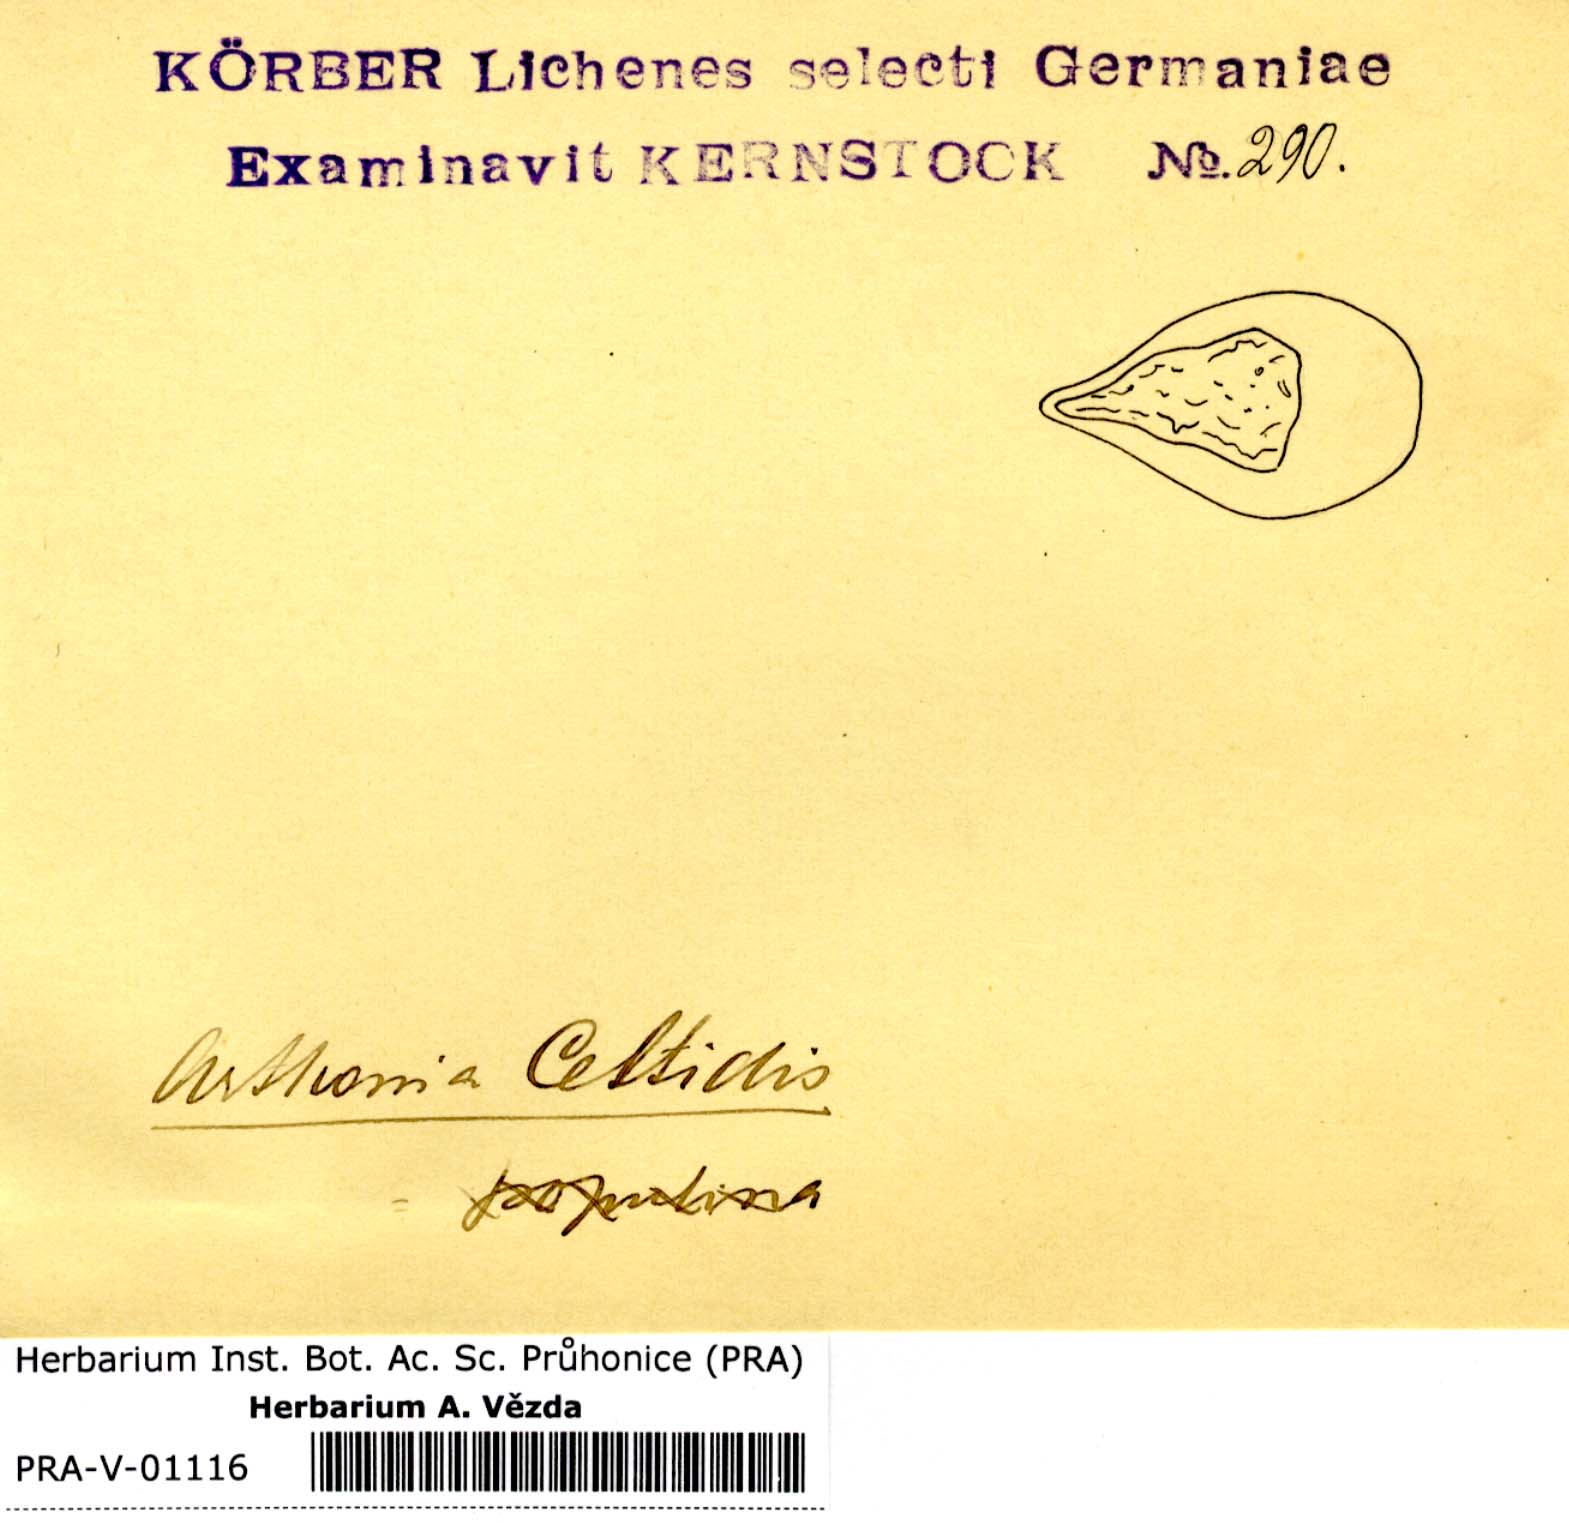 KÖRBER Lichenes selecti Germaniae
Examinavit KERNSTOCK No. 290.
Arthonia Celtidis
= populina
Herbarium Inst. Bot. Ac. Sc. Průhonice (PRA)
Herbarium A. Vězda
PRA-V-01116